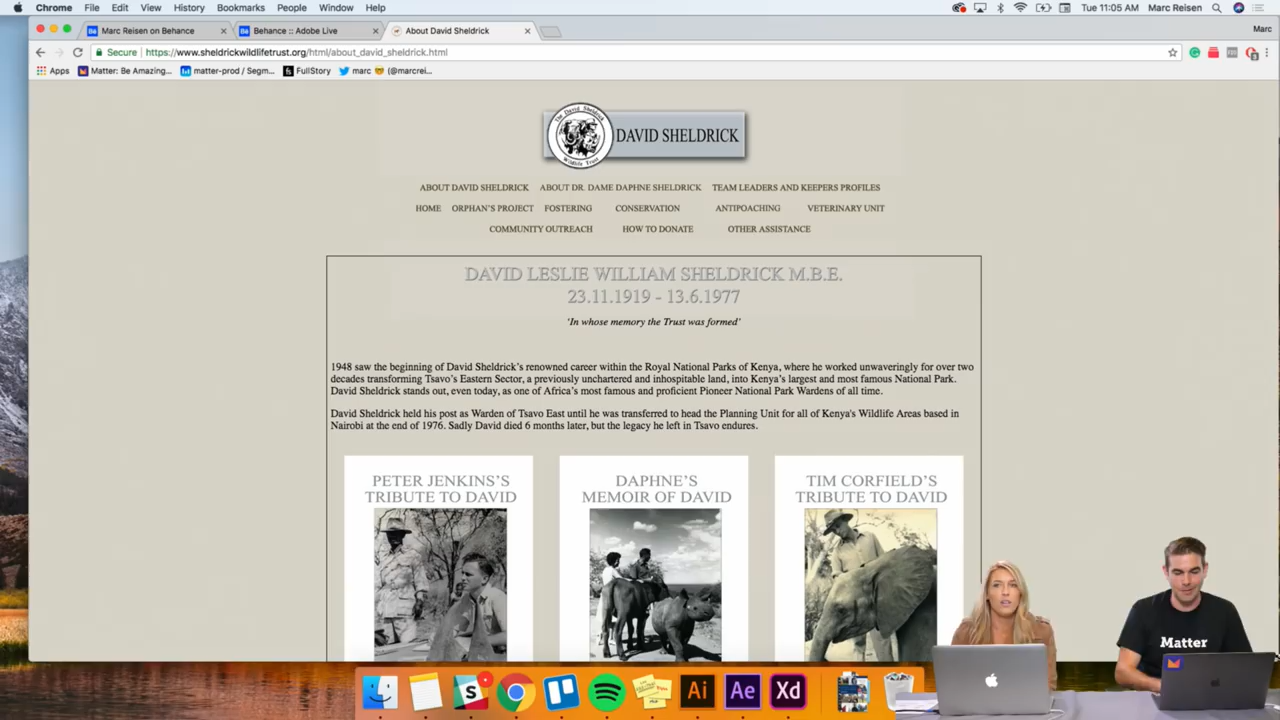 Chrome File Edit View History Bookmarks People Window Help
Tue 11:05 AM Marc Reisen
Marc Reisen on Behance
Behance :: Adobe Live
About David Sheldrick
Marc
Secure https://www.sheldrickwildlifetrust.org/html/about_david_sheldrick.html
Apps Matter: Be Amazing... matter-prod / Segm... FullStory marc 🤓 (@marcrei...
The David Sheldrick
Wildlife Trust
DAVID SHELDRICK
ABOUT DAVID SHELDRICK ABOUT DR. DAME DAPHNE SHELDRICK TEAM LEADERS AND KEEPERS PROFILES
HOME ORPHAN'S PROJECT FOSTERING CONSERVATION ANTIPOACHING VETERINARY UNIT
COMMUNITY OUTREACH HOW TO DONATE OTHER ASSISTANCE
DAVID LESLIE WILLIAM SHELDRICK M.B.E.
23.11.1919 - 13.6.1977
'In whose memory the Trust was formed'
1948 saw the beginning of David Sheldrick's renowned career within the Royal National Parks of Kenya, where he worked unwaveringly for over two
decades transforming Tsavo's Eastern Sector, a previously unchartered and inhospitable land, into Kenya's largest and most famous National Park.
David Sheldrick stands out, even today, as one of Africa's most famous and proficient Pioneer National Park Wardens of all time.
David Sheldrick held his post as Warden of Tsavo East until he was transferred to head the Planning Unit for all of Kenya's Wildlife Areas based in
Nairobi at the end of 1976. Sadly David died 6 months later, but the legacy he left in Tsavo endures.
PETER JENKINS'S
TRIBUTE TO DAVID
DAPHNE'S
MEMOIR OF DAVID
TIM CORFIELD'S
TRIBUTE TO DAVID
Matter
S
Ai
Ae
Xd